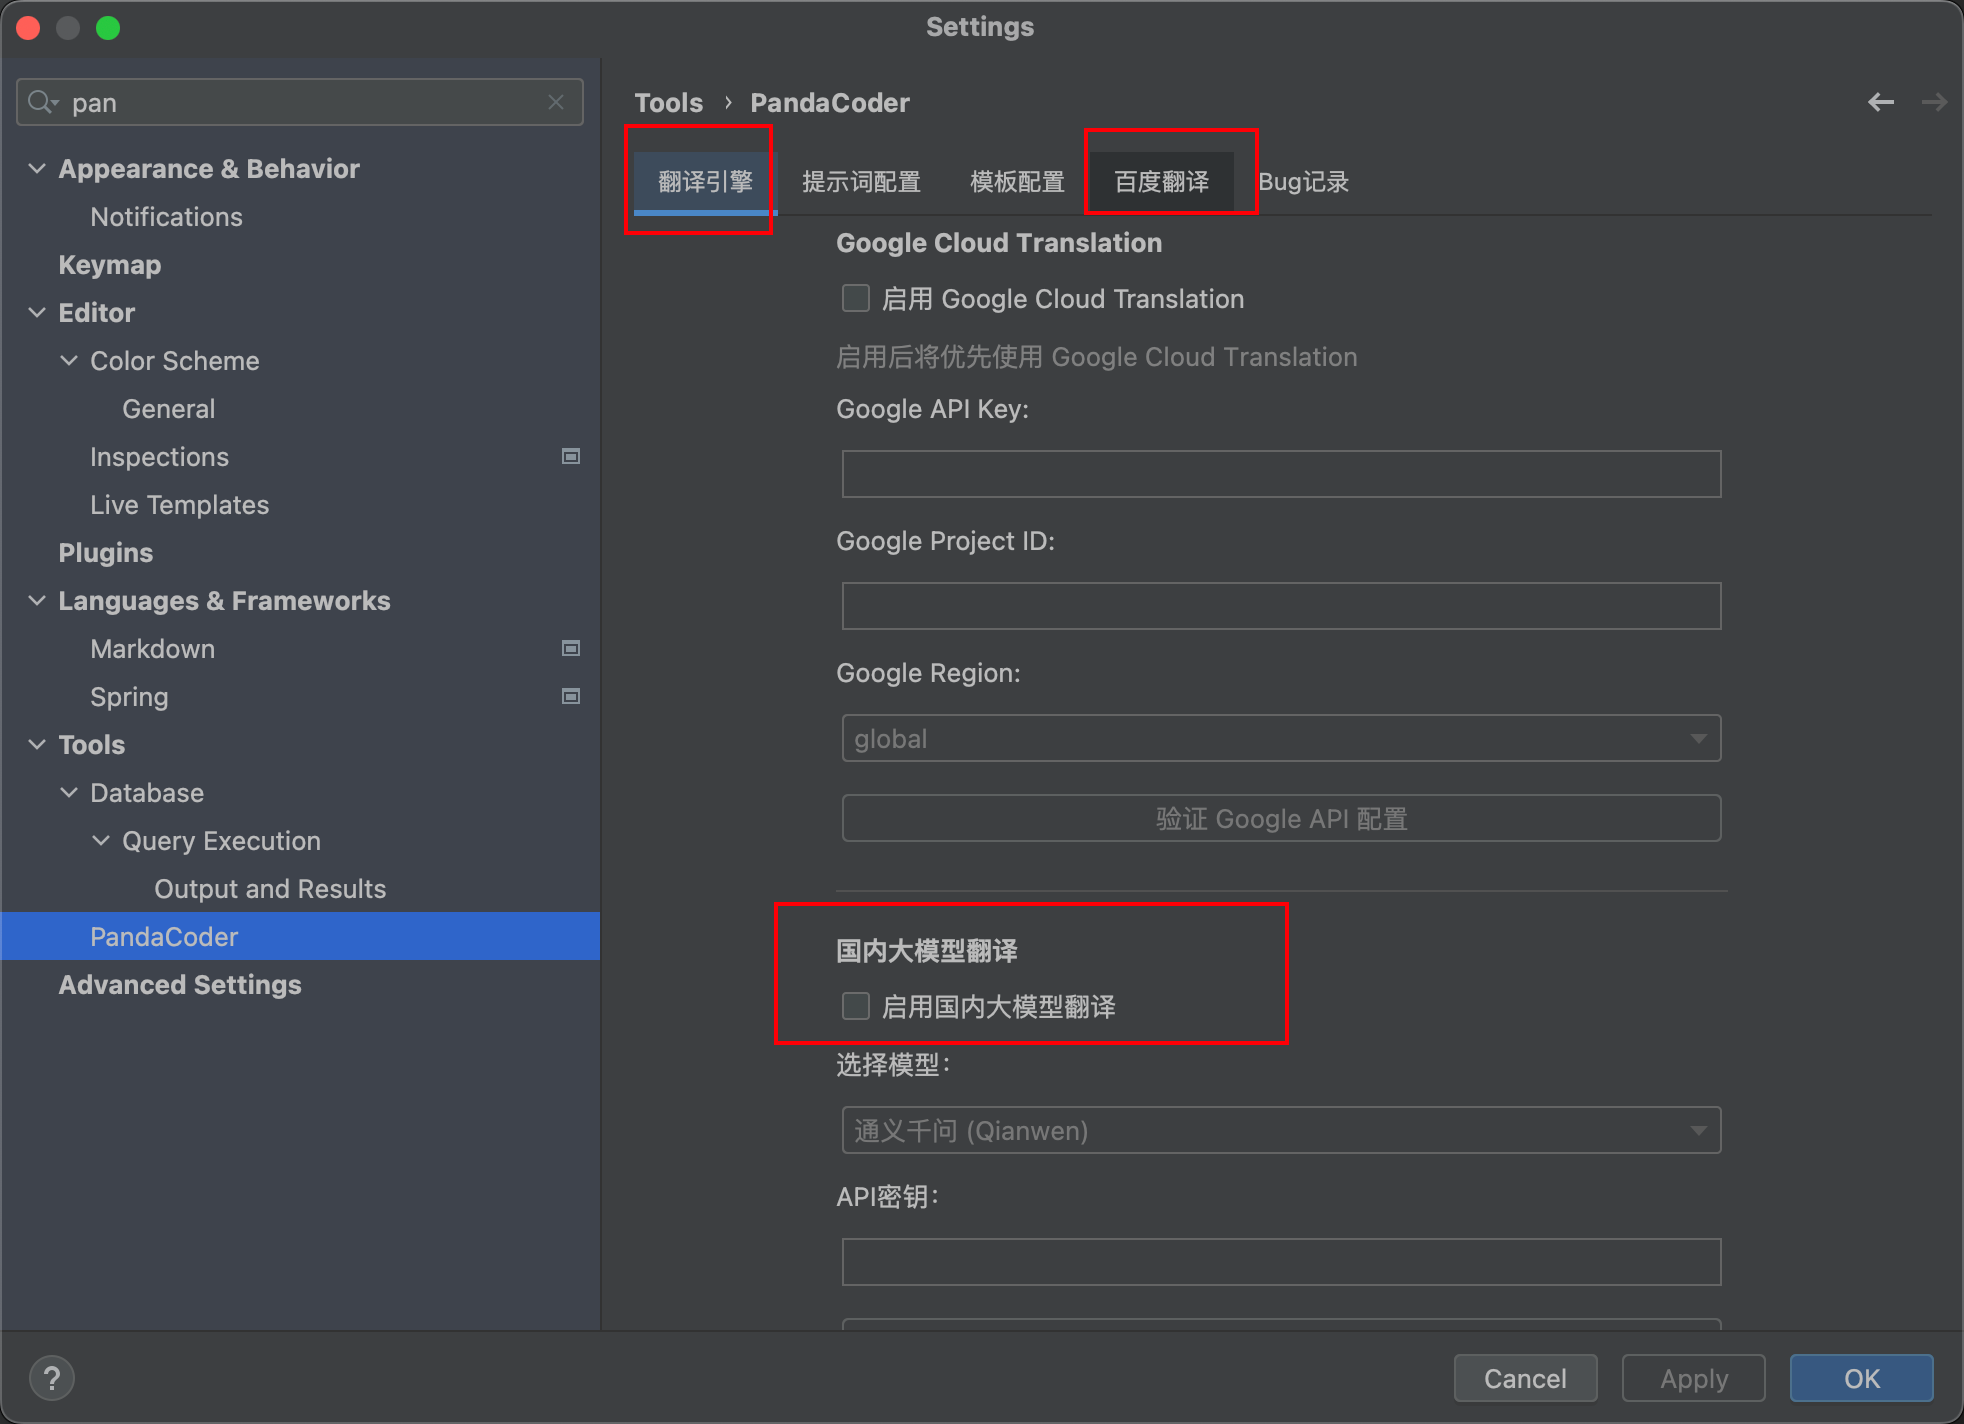 Settings
pan
Appearance & Behavior
Notifications
Keymap
Editor
Color Scheme
General
Inspections
Live Templates
Plugins
Languages & Frameworks
Markdown
Spring
Tools
Database
Query Execution
Output and Results
PandaCoder
Advanced Settings
Tools › PandaCoder
翻译引擎 提示词配置 模板配置 百度翻译 Bug记录
Google Cloud Translation
启用 Google Cloud Translation
启用后将优先使用 Google Cloud Translation
Google API Key:
Google Project ID:
Google Region:
global
验证 Google API 配置
国内大模型翻译
启用国内大模型翻译
选择模型：
通义千问 (Qianwen)
API密钥：
?
Cancel
Apply
OK